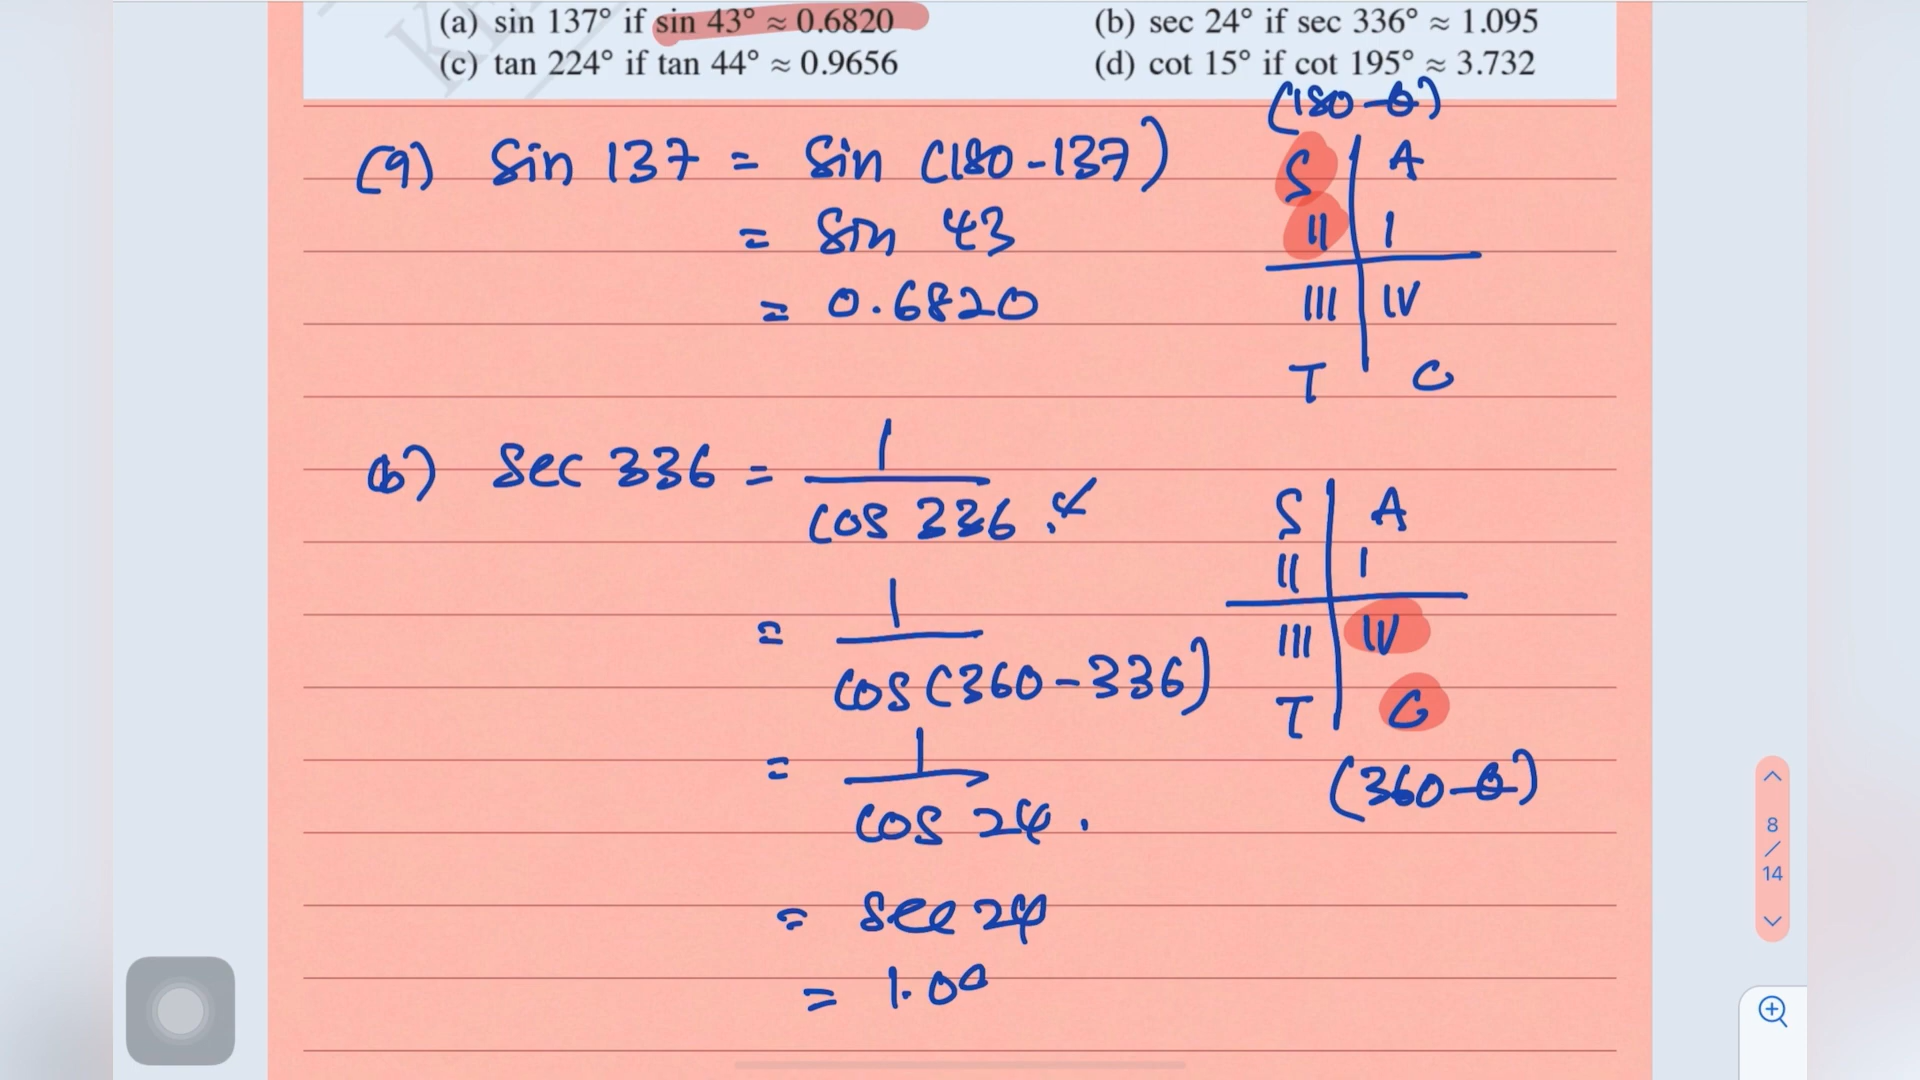 (a) sin 137° if sin 43° ≈ 0.6820
(b) sec 24° if sec 336° ≈ 1.095
(c) tan 224° if tan 44° ≈ 0.9656
(d) cot 15° if cot 195° ≈ 3.732
(180-θ)
(a) sin 137 = sin (180-137)
= sin 43
= 0.6820
S A
II I
III IV
T C
(b) sec 336 = 1
cos 336
= 1
cos (360-336)
= 1
cos 24.
= sec 24
= 1.09
S A
II I
III IV
T C
(360-θ)
8
/
14